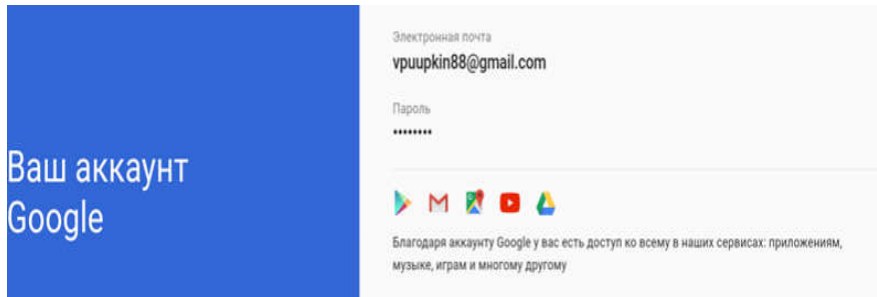 Ваш аккаунт
Google
Электронная почта
vpuupkin88@gmail.com
Пароль
••••••••
Благодаря аккаунту Google у вас есть доступ ко всему в наших сервисах: приложениям,
музыке, играм и многому другому